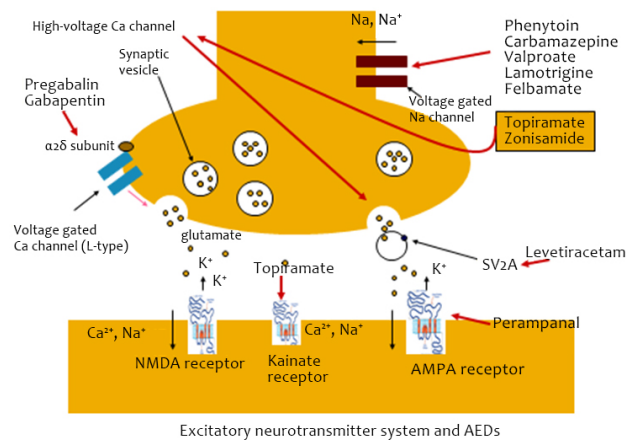 High-voltage Ca channel
Na, Na⁺
Phenytoin
Carbamazepine
Valproate
Lamotrigine
Felbamate
Synaptic
vesicle
Pregabalin
Gabapentin
Voltage gated
Na channel
Topiramate
Zonisamide
α2δ subunit
Voltage gated
Ca channel (L-type)
glutamate
K⁺
K⁺
Topiramate
K⁺
SV2A
Levetiracetam
Perampanal
Ca²⁺, Na⁺
Ca²⁺, Na⁺
NMDA receptor
Kainate
receptor
AMPA receptor
Excitatory neurotransmitter system and AEDs